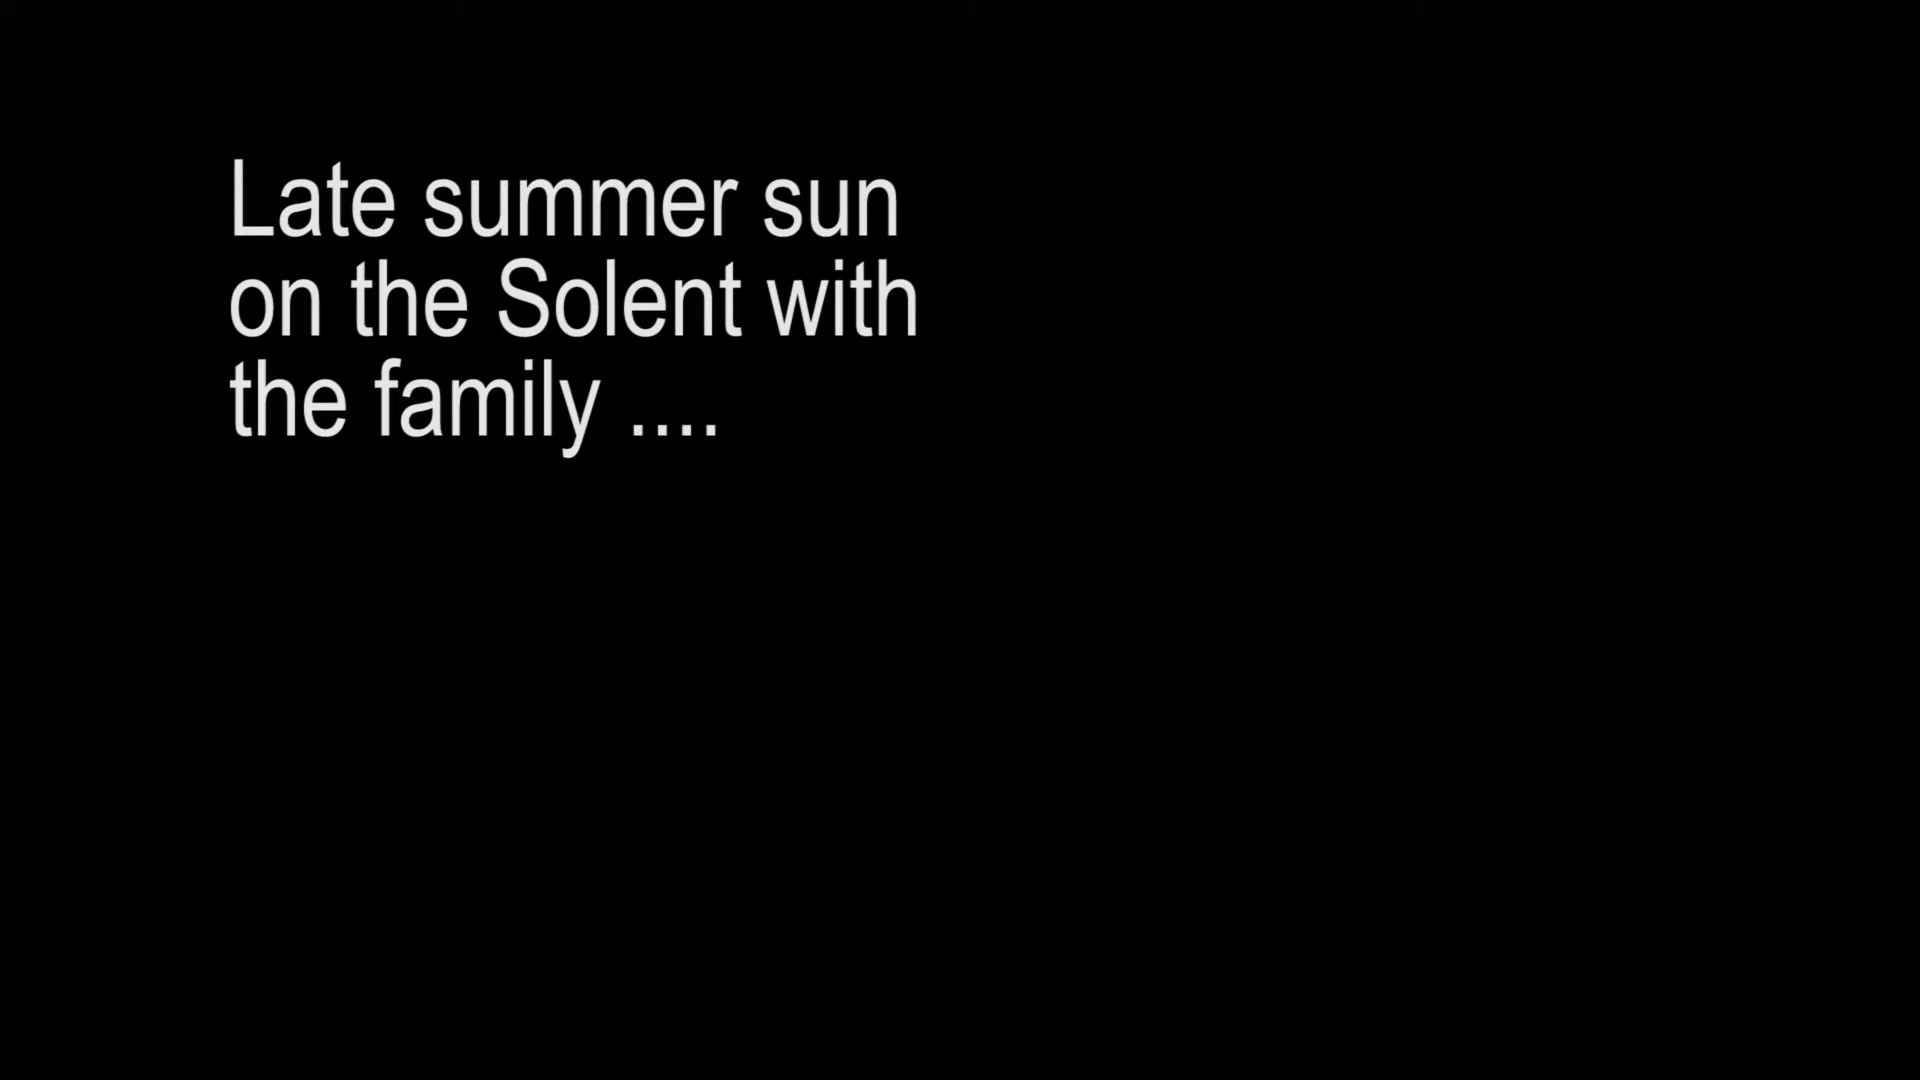 Late summer sun
on the Solent with
the family ....